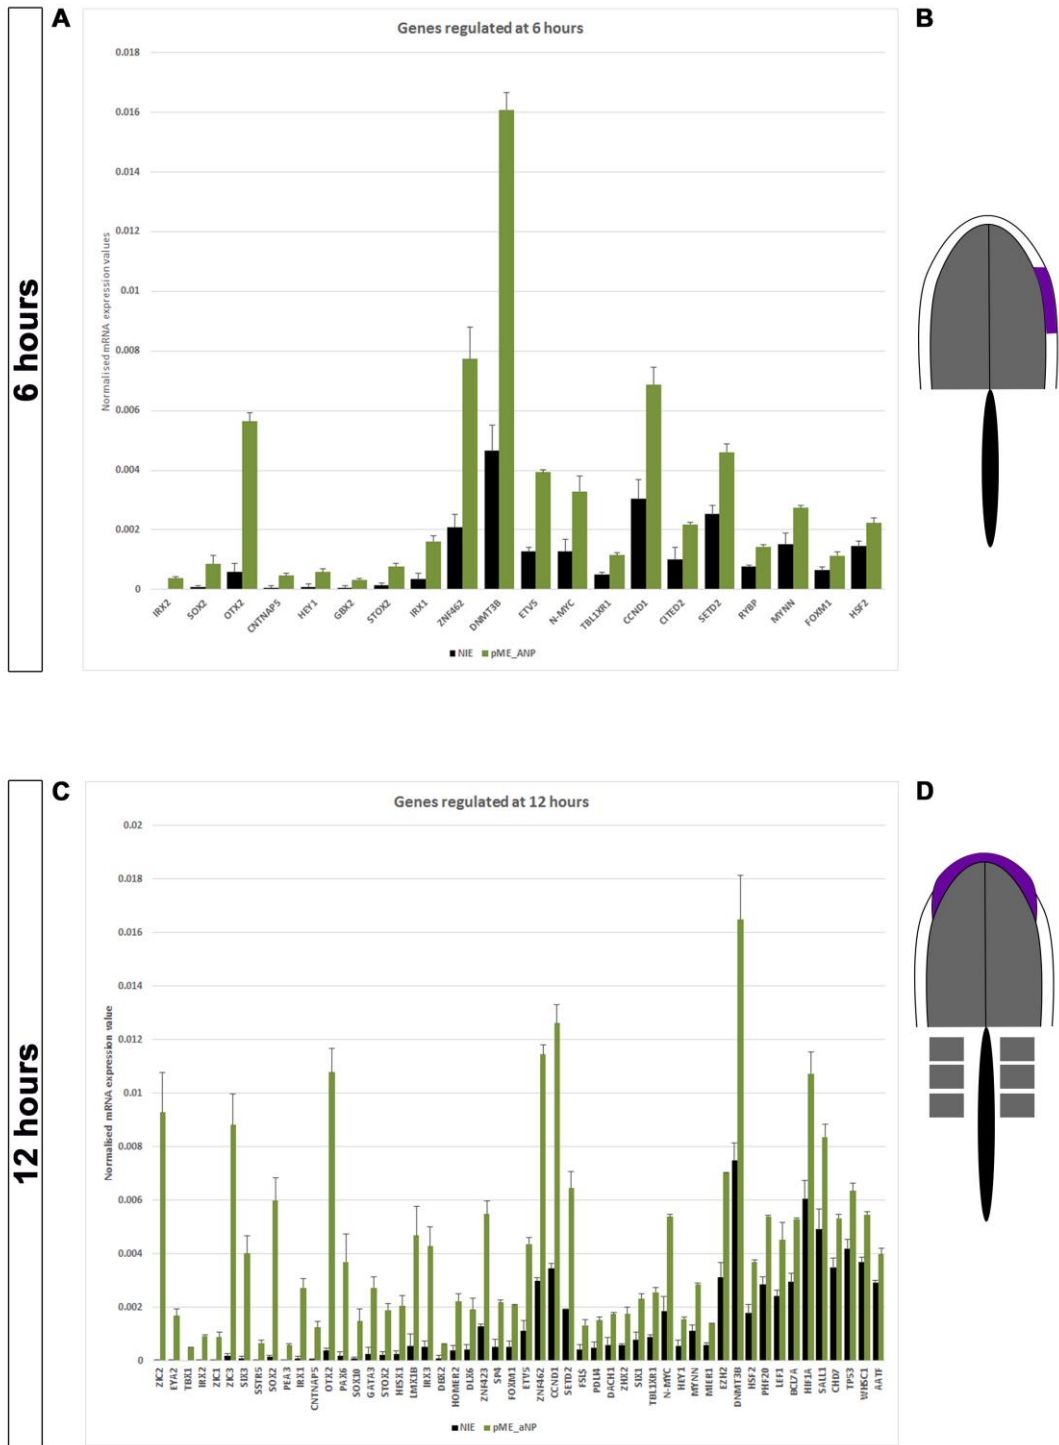 6 hours
A
Genes regulated at 6 hours
B
Normalised mRNA expression values
0.018
0.016
0.014
0.012
0.01
0.008
0.006
0.004
0.002
0
IRX2
SOX2
OTX2
CNTNAP5
HEY1
GBX2
STOX2
IRX1
ZNF462
DNMT3B
ETV5
N-MYC
TBL1XR1
CCND1
CITED2
SETD2
RYBP
MYNN
FOXM1
HSF2
NIE pME_ANP
12 hours
C
Genes regulated at 12 hours
D
Normalised mRNA expression value
0.02
0.018
0.016
0.014
0.012
0.01
0.008
0.006
0.004
0.002
0
ZIC2
EYA2
TBX1
IRX2
ZIC1
ZIC3
SIX3
SSTR5
SOX2
PEA3
IRX1
CNTNAP5
OTX2
PAX6
SOX10
GATA3
STOX2
HESX1
LMX1B
IRX3
DBX2
HOMER2
DLX6
ZNF423
SP4
FOXM1
ETV5
ZNF462
CCND1
SETD2
FSL5
PDLI4
DACH1
ZHX2
SIX1
TBL1XR1
N-MYC
HEY1
MYNN
MIER1
EZH2
DNMT3B
HSF2
PHF20
LEF1
BCL7A
HIF1A
SALL1
CHD7
TP53
WHSC1
AATF
NIE pME_aNP